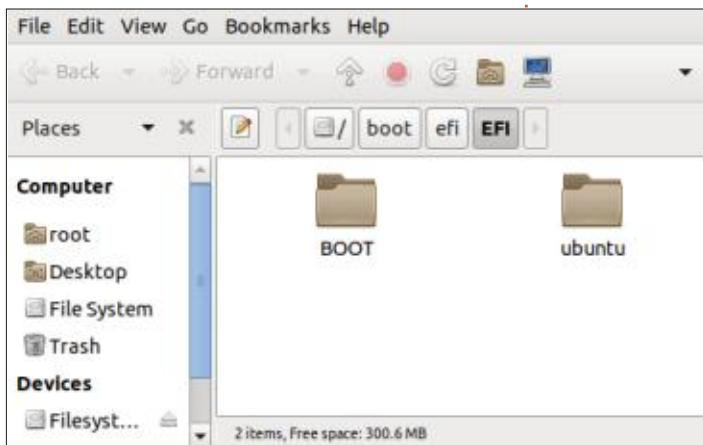 File Edit View Go Bookmarks Help
Back Forward
Places / boot efi EFI
Computer
root
Desktop
File System
Trash
Devices
Filesyst...
BOOT ubuntu
2 items, Free space: 300.6 MB